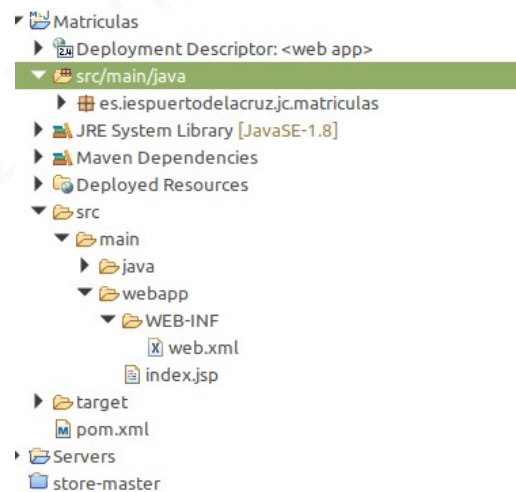 Matriculas
Deployment Descriptor: <web app>
src/main/java
es.iespuertodelacruz.jc.matriculas
JRE System Library [JavaSE-1.8]
Maven Dependencies
Deployed Resources
src
main
java
webapp
WEB-INF
web.xml
index.jsp
target
pom.xml
Servers
store-master